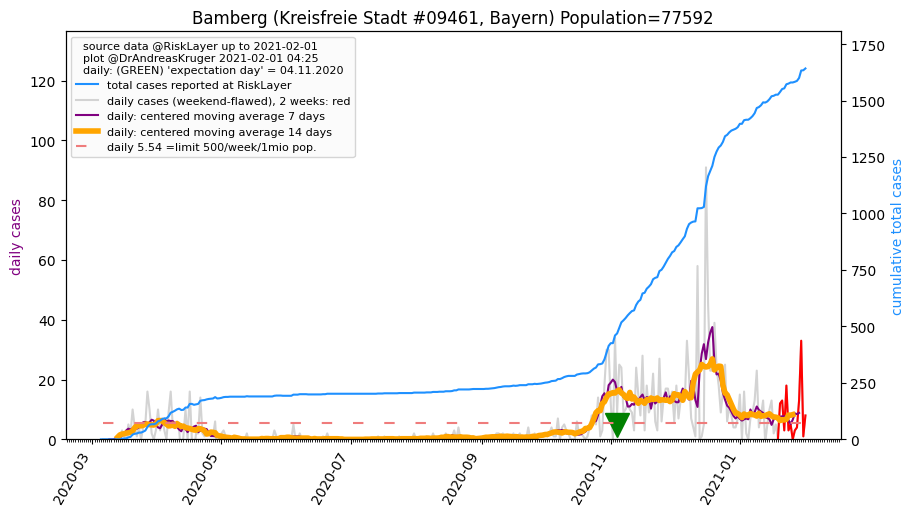 Bamberg (Kreisfreie Stadt #09461, Bayern) Population=77592
source data @RiskLayer up to 2021-02-01
plot @DrAndreasKruger 2021-02-01 04:25
daily: (GREEN) 'expectation day' = 04.11.2020
total cases reported at RiskLayer
daily cases (weekend-flawed), 2 weeks: red
daily: centered moving average 7 days
daily: centered moving average 14 days
daily 5.54 =limit 500/week/1mio pop.
daily cases
120
100
80
60
40
20
0
cumulative total cases
1750
1500
1250
1000
750
500
250
0
2020-03
2020-05
2020-07
2020-09
2020-11
2021-01